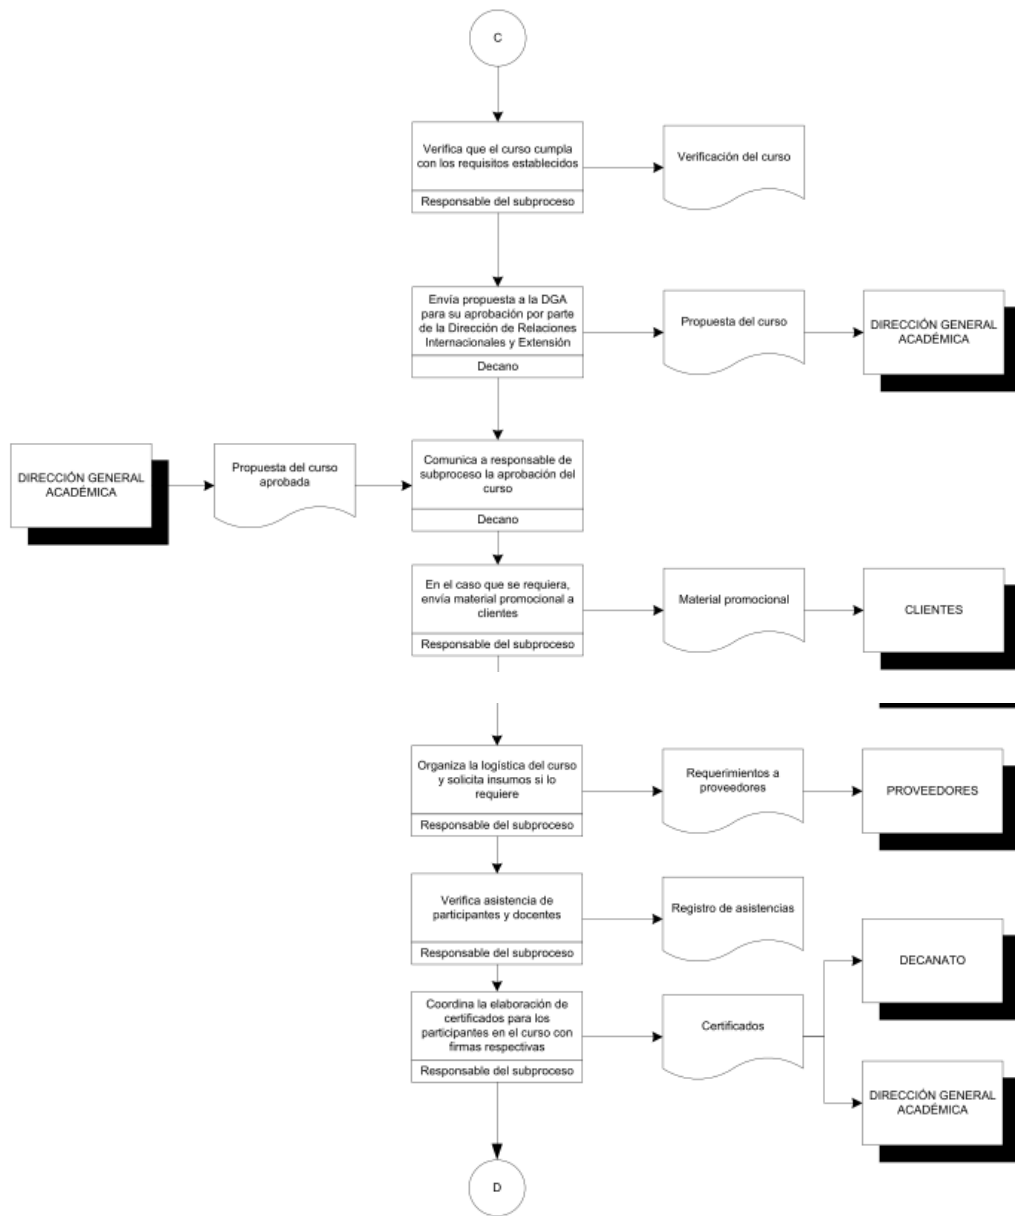 C
Verifica que el curso cumpla
con los requisitos establecidos
Responsable del subproceso
Verificación del curso
Envía propuesta a la DGA
para su aprobación por parte
de la Dirección de Relaciones
Internacionales y Extensión
Decano
Propuesta del curso
DIRECCIÓN GENERAL
ACADÉMICA
DIRECCIÓN GENERAL
ACADÉMICA
Propuesta del curso
aprobada
Comunica a responsable de
subproceso la aprobación del
curso
Decano
En el caso que se requiera,
envía material promocional a
clientes
Responsable del subproceso
Material promocional
CLIENTES
Organiza la logística del curso
y solicita insumos si lo
requiere
Responsable del subproceso
Requerimientos a
proveedores
PROVEEDORES
Verifica asistencia de
participantes y docentes
Responsable del subproceso
Registro de asistencias
DECANATO
Coordina la elaboración de
certificados para los
participantes en el curso con
firmas respectivas
Responsable del subproceso
Certificados
DIRECCIÓN GENERAL
ACADÉMICA
D